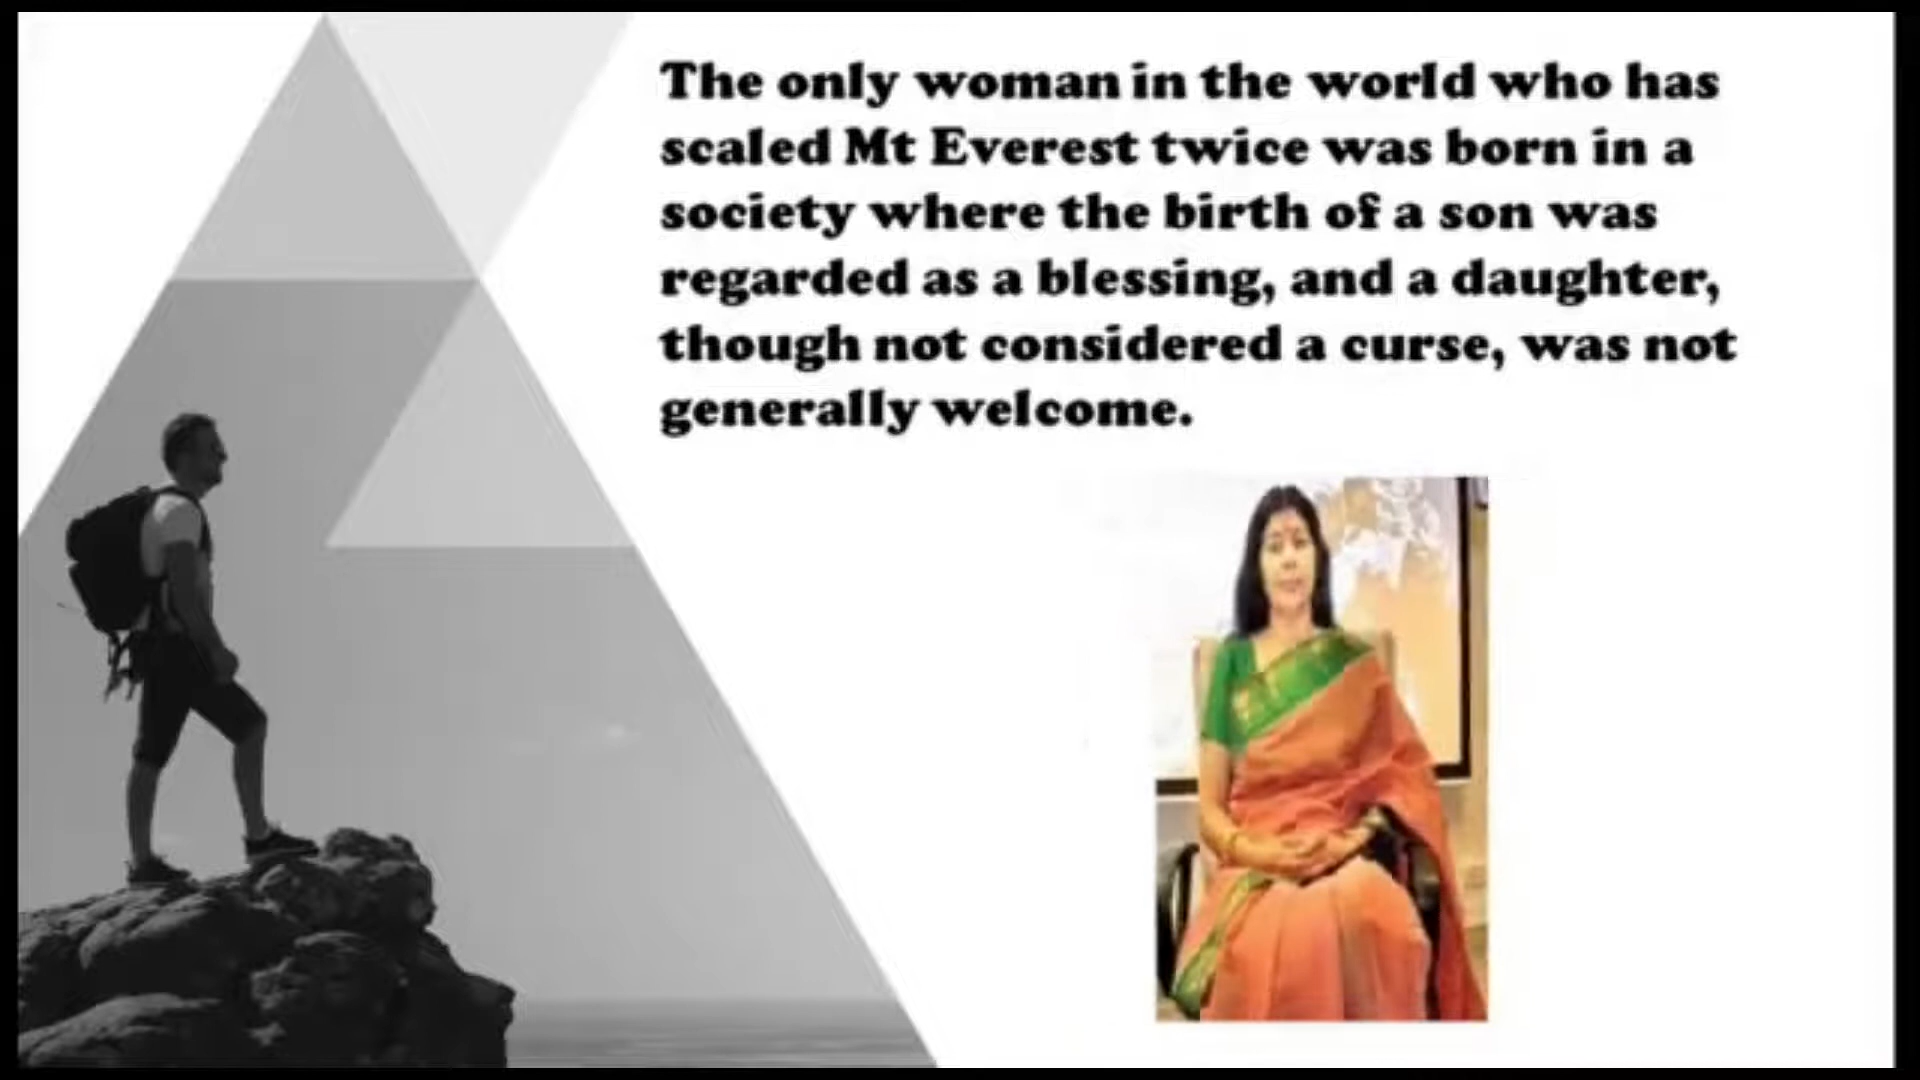 The only woman in the world who has
scaled Mt Everest twice was born in a
society where the birth of a son was
regarded as a blessing, and a daughter,
though not considered a curse, was not
generally welcome.